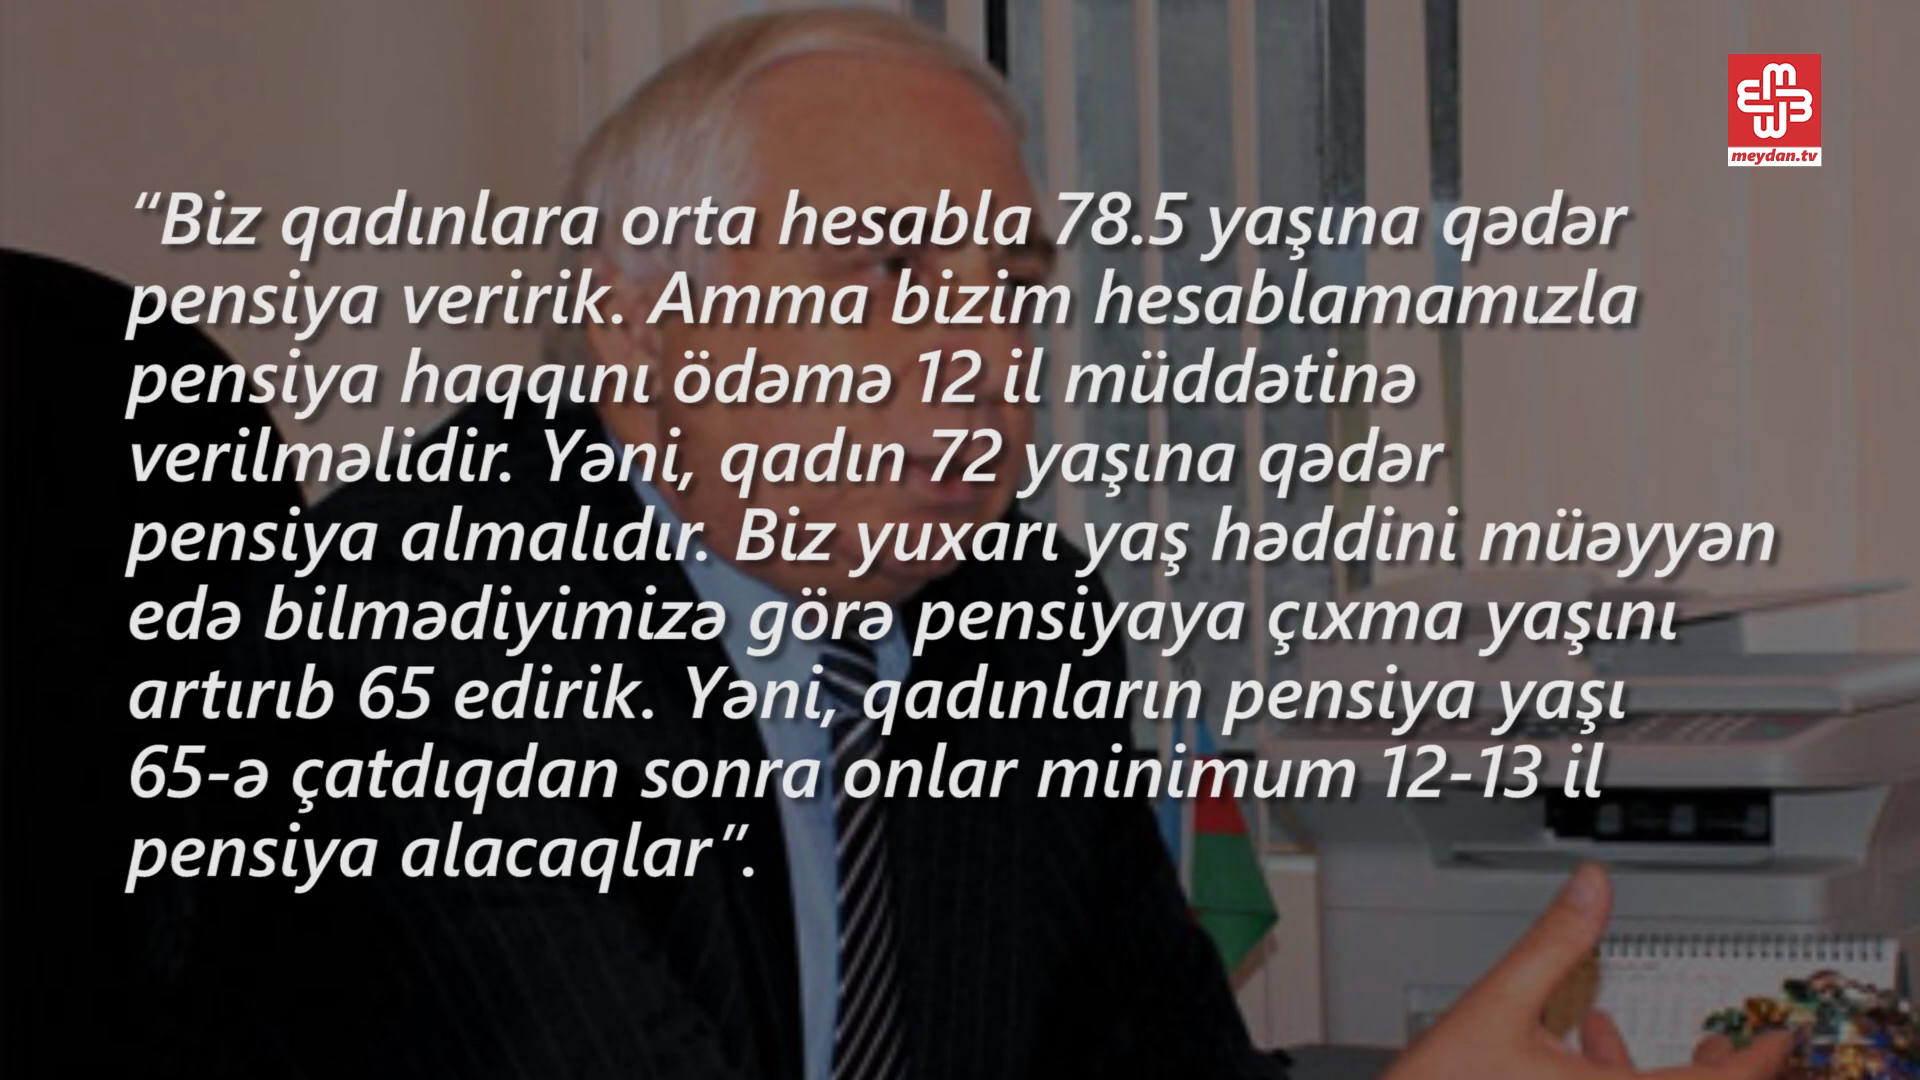 meydan.tv
“Biz qadınlara orta hesabla 78.5 yaşına qədər
pensiya veririk. Amma bizim hesablamamızla
pensiya haqqını ödəmə 12 il müddətinə
verilməlidir. Yəni, qadın 72 yaşına qədər
pensiya almalıdır. Biz yuxarı yaş həddini müəyyən
edə bilmədiyimizə görə pensiyaya çıxma yaşını
artırıb 65 edirik. Yəni, qadınların pensiya yaşı
65-ə çatdıqdan sonra onlar minimum 12-13 il
pensiya alacaqlar”.